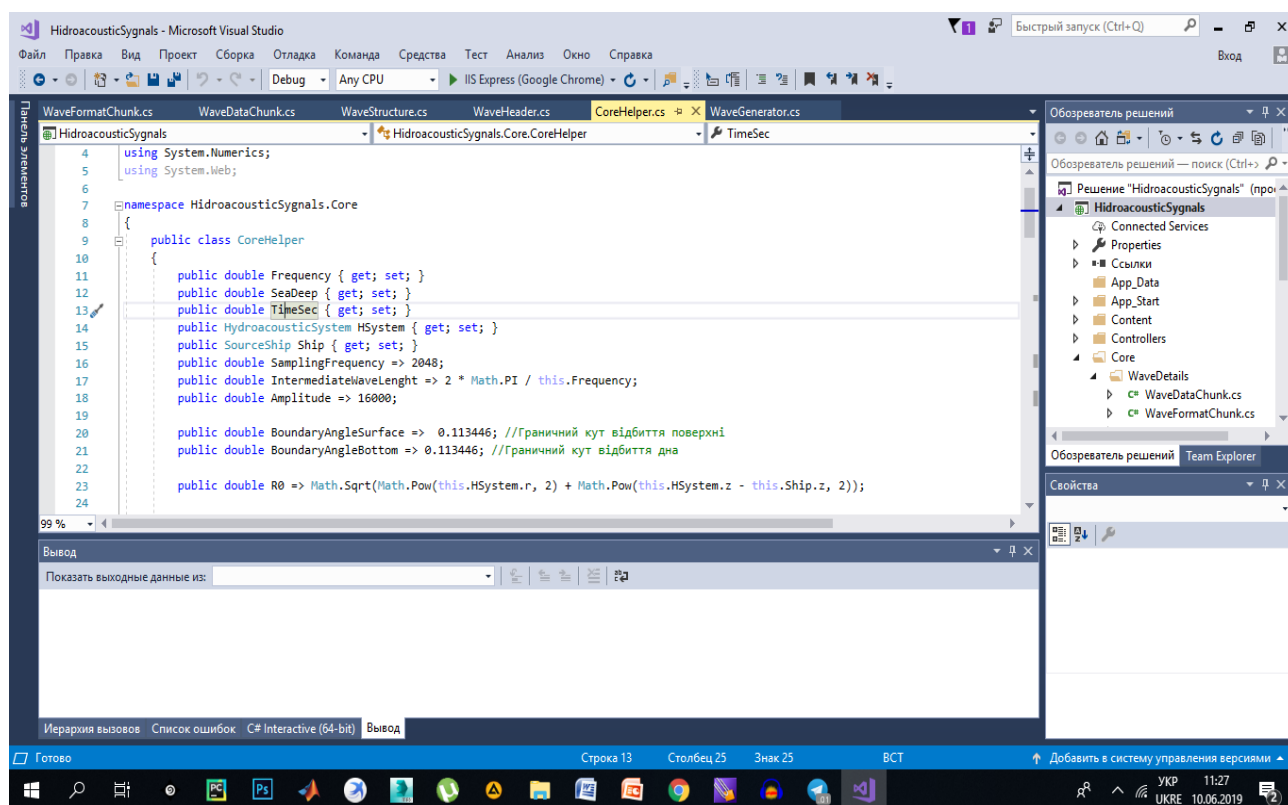 HidroacousticSygnals - Microsoft Visual Studio
1
Быстрый запуск (Ctrl+Q)
Файл Правка Вид Проект Сборка Отладка Команда Средства Тест Анализ Окно Справка
Вход
Debug Any CPU IIS Express (Google Chrome)
Панель элементов
WaveFormatChunk.cs WaveDataChunk.cs WaveStructure.cs WaveHeader.cs CoreHelper.cs WaveGenerator.cs
HidroacousticSygnals HidroacousticSygnals.Core.CoreHelper TimeSec
4 using System.Numerics;
5 using System.Web;
6
7 namespace HidroacousticSygnals.Core
8 {
9 public class CoreHelper
10 {
11 public double Frequency { get; set; }
12 public double SeaDeep { get; set; }
13 public double TimeSec { get; set; }
14 public HydroacousticSystem HSystem { get; set; }
15 public SourceShip Ship { get; set; }
16 public double SamplingFrequency => 2048;
17 public double IntermediateWaveLenght => 2 * Math.PI / this.Frequency;
18 public double Amplitude => 16000;
19
20 public double BoundaryAngleSurface =>  0.113446; //Граничний кут відбиття поверхні
21 public double BoundaryAngleBottom => 0.113446; //Граничний кут відбиття дна
22
23 public double R0 => Math.Sqrt(Math.Pow(this.HSystem.r, 2) + Math.Pow(this.HSystem.z - this.Ship.z, 2));
24
99 %
Вывод
Показать выходные данные из:
Иерархия вызовов Список ошибок C# Interactive (64-bit) Вывод
Обозреватель решений
Обозреватель решений — поиск (Ctrl+
Решение "HidroacousticSygnals" (прое
HidroacousticSygnals
Connected Services
Properties
Ссылки
App_Data
App_Start
Content
Controllers
Core
WaveDetails
C# WaveDataChunk.cs
C# WaveFormatChunk.cs
Обозреватель решений Team Explorer
Свойства
Готово Строка 13 Столбец 25 Знак 25 ВСТ Добавить в систему управления версиями
PC Ps
УКР 11:27
UKRE 10.06.2019